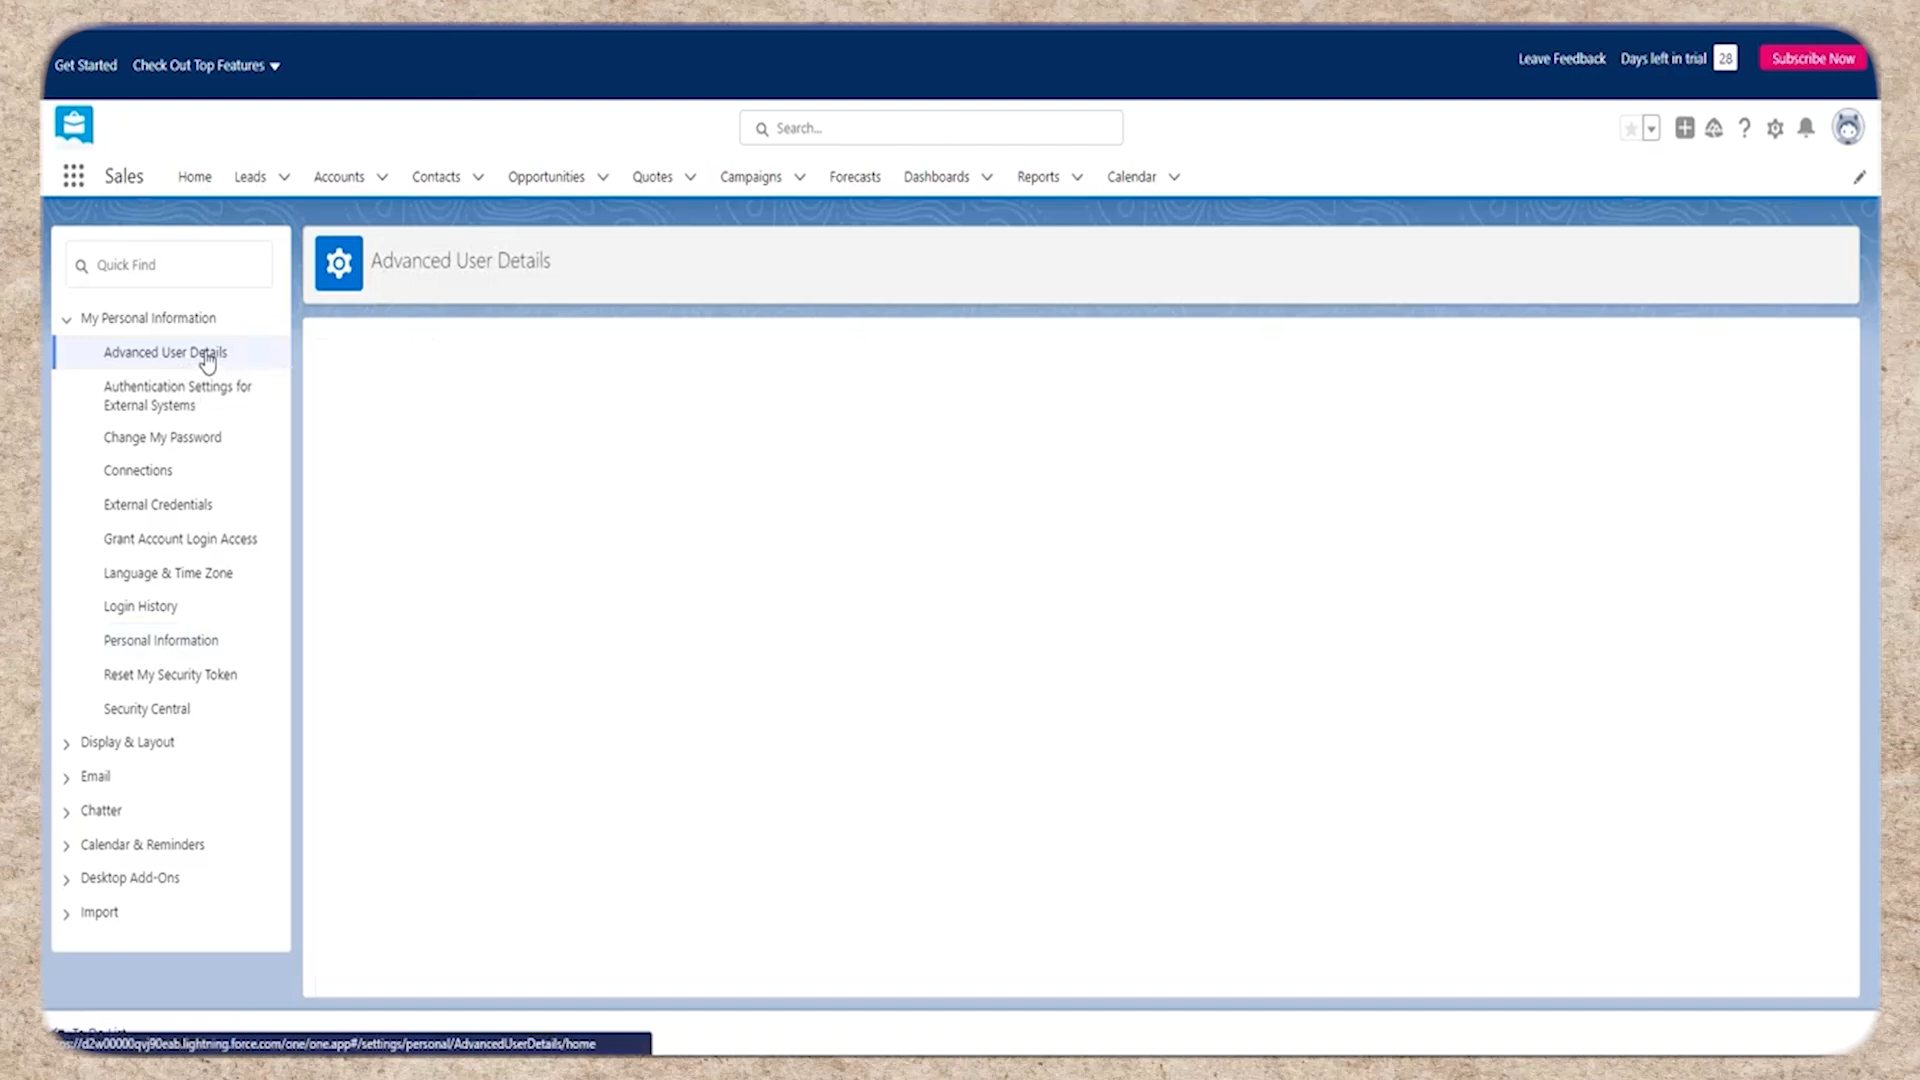 Get Started
Check Out Top Features
Leave Feedback
Days left in trial
28
Subscribe Now
Search...
Sales
Home
Leads
Accounts
Contacts
Opportunities
Quotes
Campaigns
Forecasts
Dashboards
Reports
Calendar
Quick Find
My Personal Information
Advanced User Details
Authentication Settings for
External Systems
Change My Password
Connections
External Credentials
Grant Account Login Access
Language & Time Zone
Login History
Personal Information
Reset My Security Token
Security Central
Display & Layout
Email
Chatter
Calendar & Reminders
Desktop Add-Ons
Import
Advanced User Details
To Do List
://d2w00000qvj90eab.lightning.force.com/one/one.app#/settings/personal/AdvancedUserDetails/home